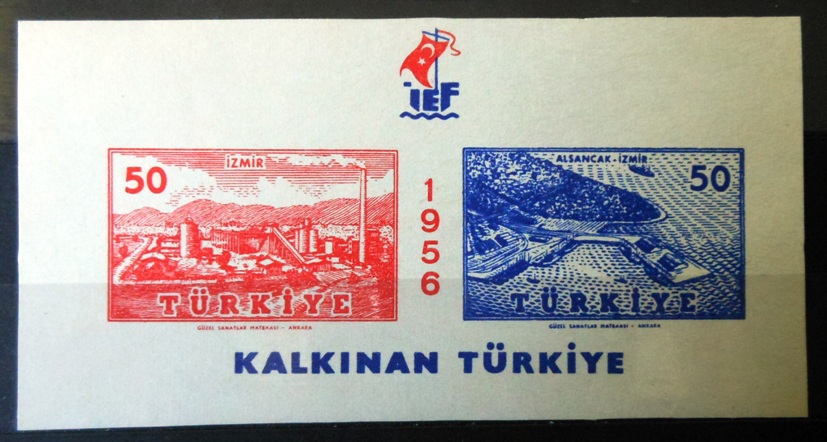 İEF
İZMİR
50
TÜRKİYE
GÜZEL SANATLAR MATBAASI - ANKARA
1956
ALSANCAK-İZMİR
50
TÜRKİYE
GÜZEL SANATLAR MATBAASI - ANKARA
KALKINAN TÜRKİYE